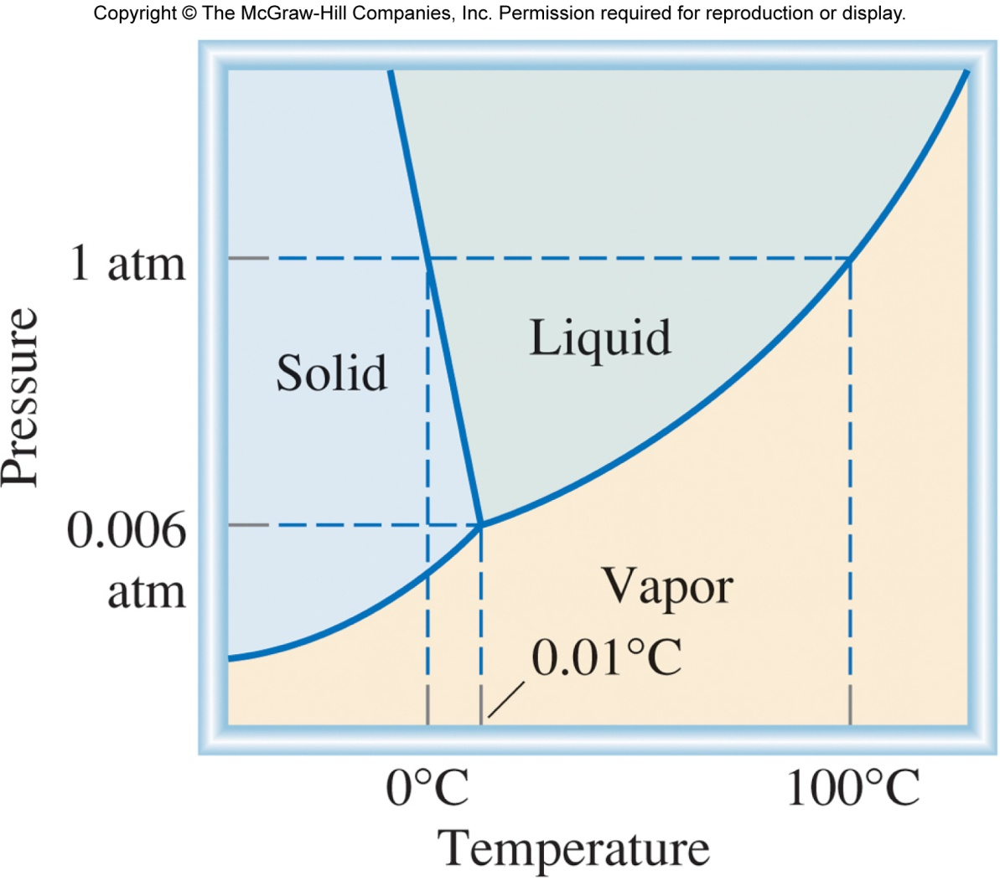 Copyright © The McGraw-Hill Companies, Inc. Permission required for reproduction or display.
1 atm
Liquid
Solid
Pressure
0.006
atm
Vapor
0.01°C
0°C
100°C
Temperature